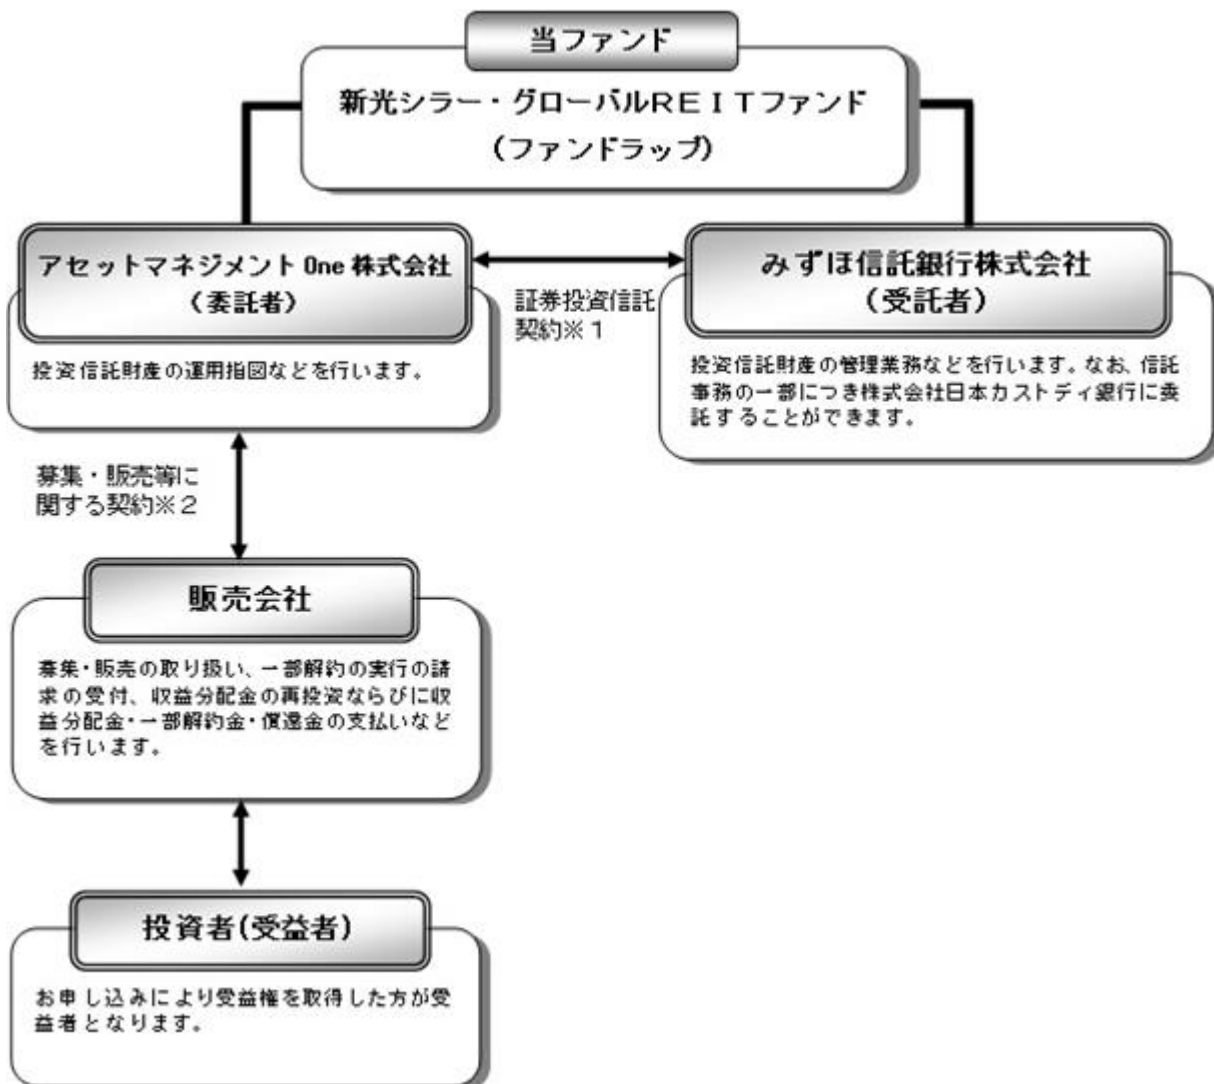 当ファンド
新光シラー・グローバルREITファンド
(ファンドラップ)
アセットマネジメント One 株式会社
(委託者)
投資信託財産の運用指図などを行います。
証券投資信託
契約※1
みずほ信託銀行株式会社
(受託者)
投資信託財産の管理業務などを行います。なお、信託
事務の一部につき株式会社日本カストディ銀行に委
託することができます。
募集・販売等に
関する契約※2
販売会社
募集・販売の取り扱い、一部解約の実行の請
求の受付、収益分配金の再投資ならびに収
益分配金・一部解約金・償還金の支払いなど
を行います。
投資者(受益者)
お申し込みにより受益権を取得した方が受
益者となります。